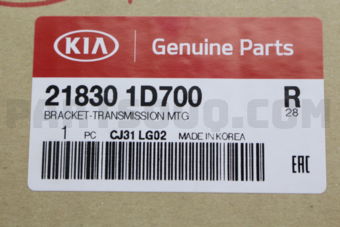 KIA Genuine Parts
21830 1D700 R
BRACKET-TRANSMISSION MTG 28
1 PC CJ31 LG02 MADE IN KOREA
EAC